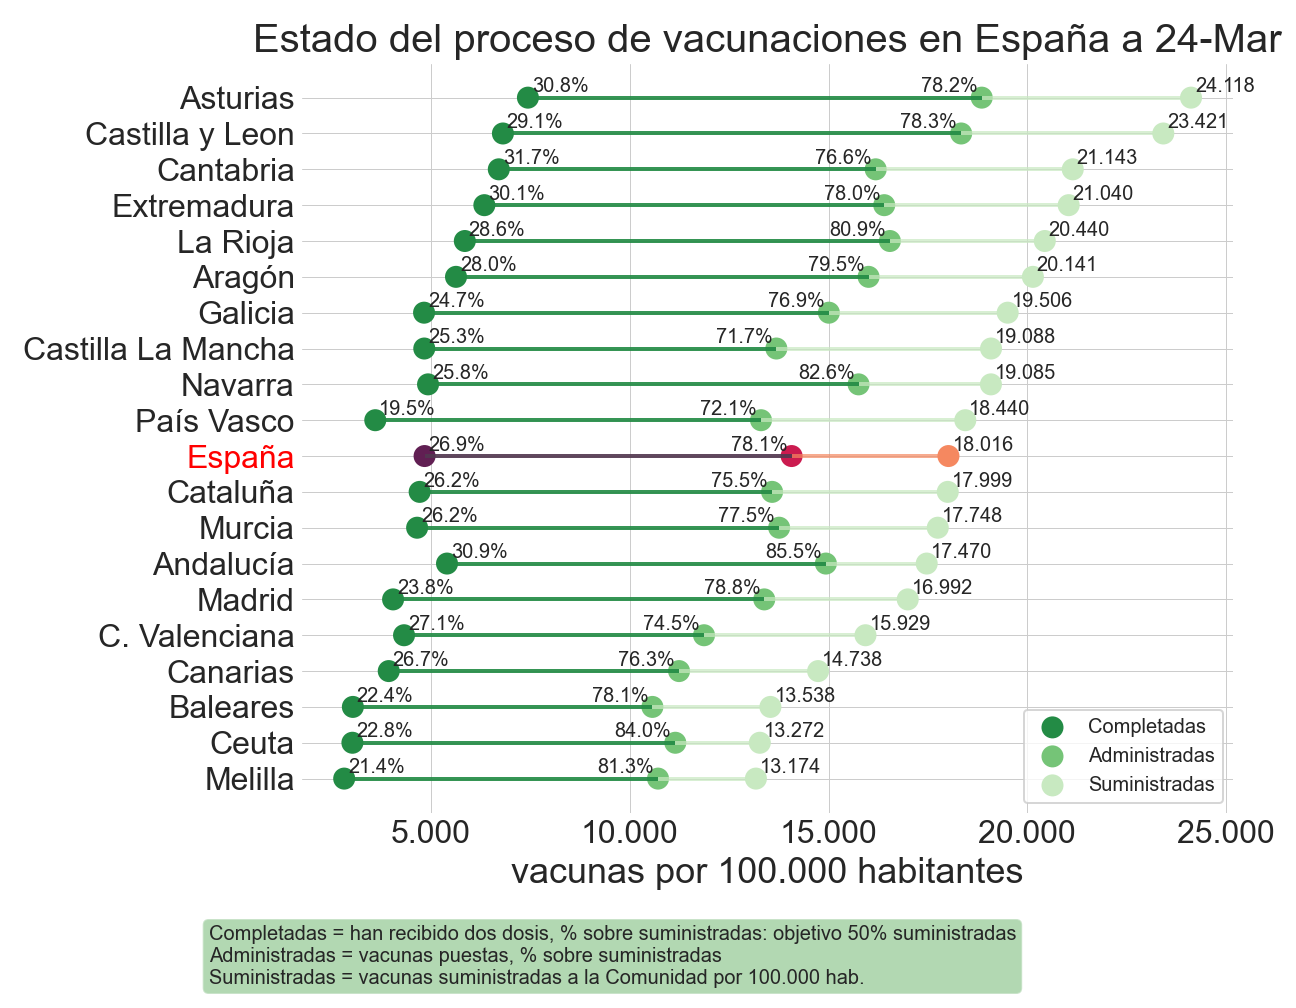 Estado del proceso de vacunaciones en España a 24-Mar
Asturias 30.8% 78.2% 24.118
Castilla y Leon 29.1% 78.3% 23.421
Cantabria 31.7% 76.6% 21.143
Extremadura 30.1% 78.0% 21.040
La Rioja 28.6% 80.9% 20.440
Aragón 28.0% 79.5% 20.141
Galicia 24.7% 76.9% 19.506
Castilla La Mancha 25.3% 71.7% 19.088
Navarra 25.8% 82.6% 19.085
País Vasco 19.5% 72.1% 18.440
España 26.9% 78.1% 18.016
Cataluña 26.2% 75.5% 17.999
Murcia 26.2% 77.5% 17.748
Andalucía 30.9% 85.5% 17.470
Madrid 23.8% 78.8% 16.992
C. Valenciana 27.1% 74.5% 15.929
Canarias 26.7% 76.3% 14.738
Baleares 22.4% 78.1% 13.538
Ceuta 22.8% 84.0% 13.272
Melilla 21.4% 81.3% 13.174
Completadas
Administradas
Suministradas
5.000 10.000 15.000 20.000 25.000
vacunas por 100.000 habitantes
Completadas = han recibido dos dosis, % sobre suministradas: objetivo 50% suministradas
Administradas = vacunas puestas, % sobre suministradas
Suministradas = vacunas suministradas a la Comunidad por 100.000 hab.